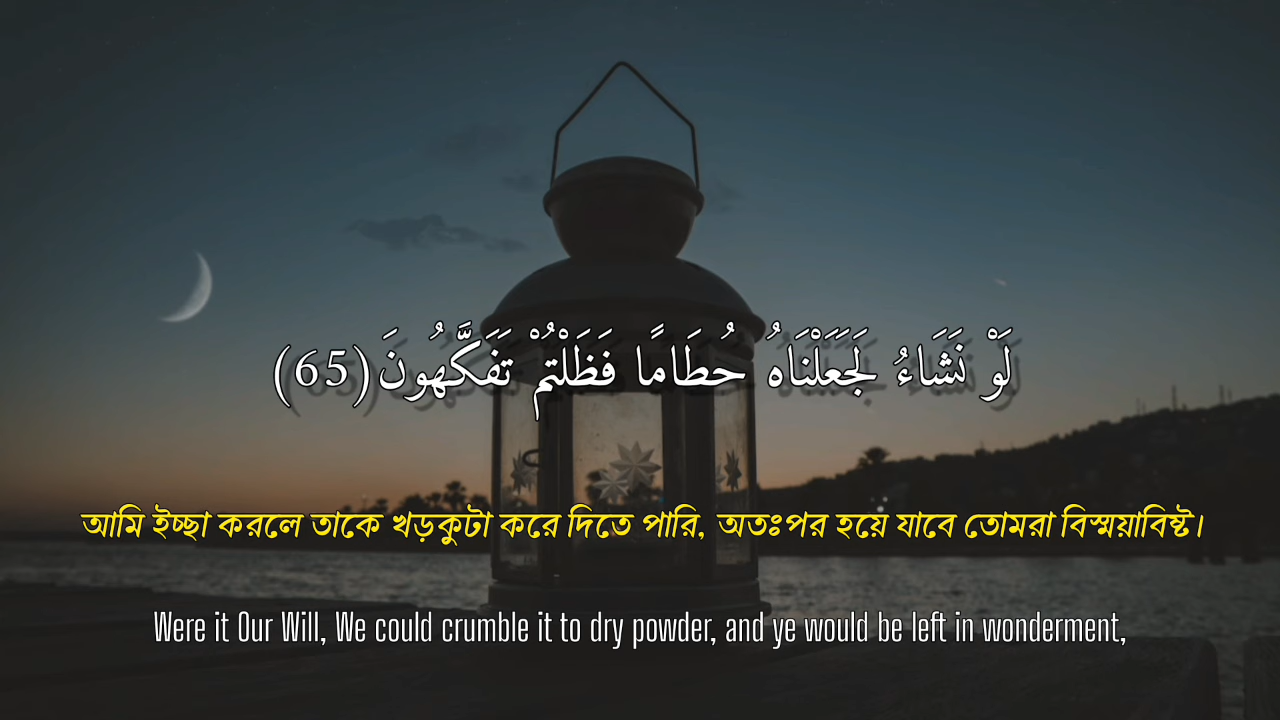 لَوْ نَشَاءُ لَجَعَلْنَاهُ حُطَامًا فَظَلْتُمْ تَفَكَّهُونَ (65)
আমি ইচ্ছা করলে তাকে খড়কুটা করে দিতে পারি, অতঃপর হয়ে যাবে তোমরা বিস্ময়াবিষ্ট।
Were it Our Will, We could crumble it to dry powder, and ye would be left in wonderment,